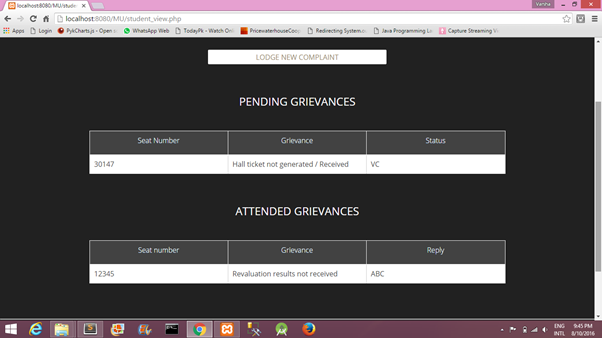 localhost:8080/MU/studen
Varsha
localhost:8080/MU/student_view.php
Apps Login PykCharts.js - Open s WhatsApp Web TodayPk - Watch Onl PricewaterhouseCoop Redirecting System. Java Programming La Capture Streaming V
LODGE NEW COMPLAINT
PENDING GRIEVANCES
Seat Number Grievance Status
30147 Hall ticket not generated / Received VC
ATTENDED GRIEVANCES
Seat number Grievance Reply
12345 Revaluation results not received ABC
ENG 9:45 PM
INTL 8/10/2016